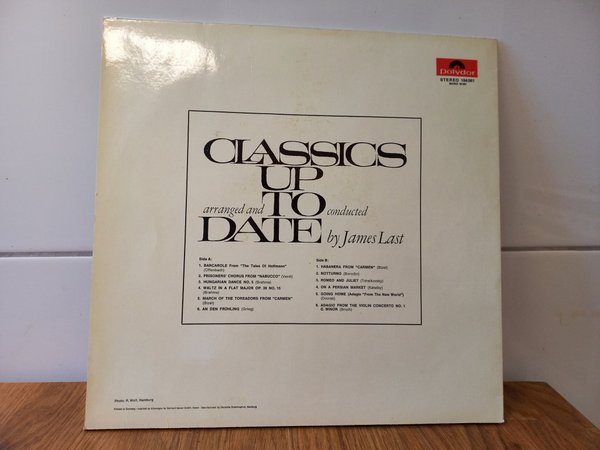 Polydor
STEREO 184061
CLASSICS
UP
arranged and TO conducted
DATE by James Last
Side A:
1. BARCAROLE From "The Tales Of Hoffmann"
(Offenbach)
2. PRISONERS' CHORUS FROM "NABUCCO" (Verdi)
3. HUNGARIAN DANCE NO. 5 (Brahms)
4. WALTZ IN A FLAT MAJOR OP. 39 NO. 15
(Brahms)
5. MARCH OF THE TOREADORS FROM "CARMEN"
(Bizet)
6. AN DEN FRÜHLING (Grieg)
Side B:
1. HABANERA FROM "CARMEN" (Bizet)
2. NOTTURNO (Borodin)
3. ROMEO AND JULIET (Tchaikovsky)
4. ON A PERSIAN MARKET (Ketelby)
5. GOING HOME (Adagio "From The New World")
(Dvorak)
6. ADAGIO FROM THE VIOLIN CONCERTO NO. 1
G MINOR (Bruch)
Photo: P. Wolf, Hamburg
Printed in Germany